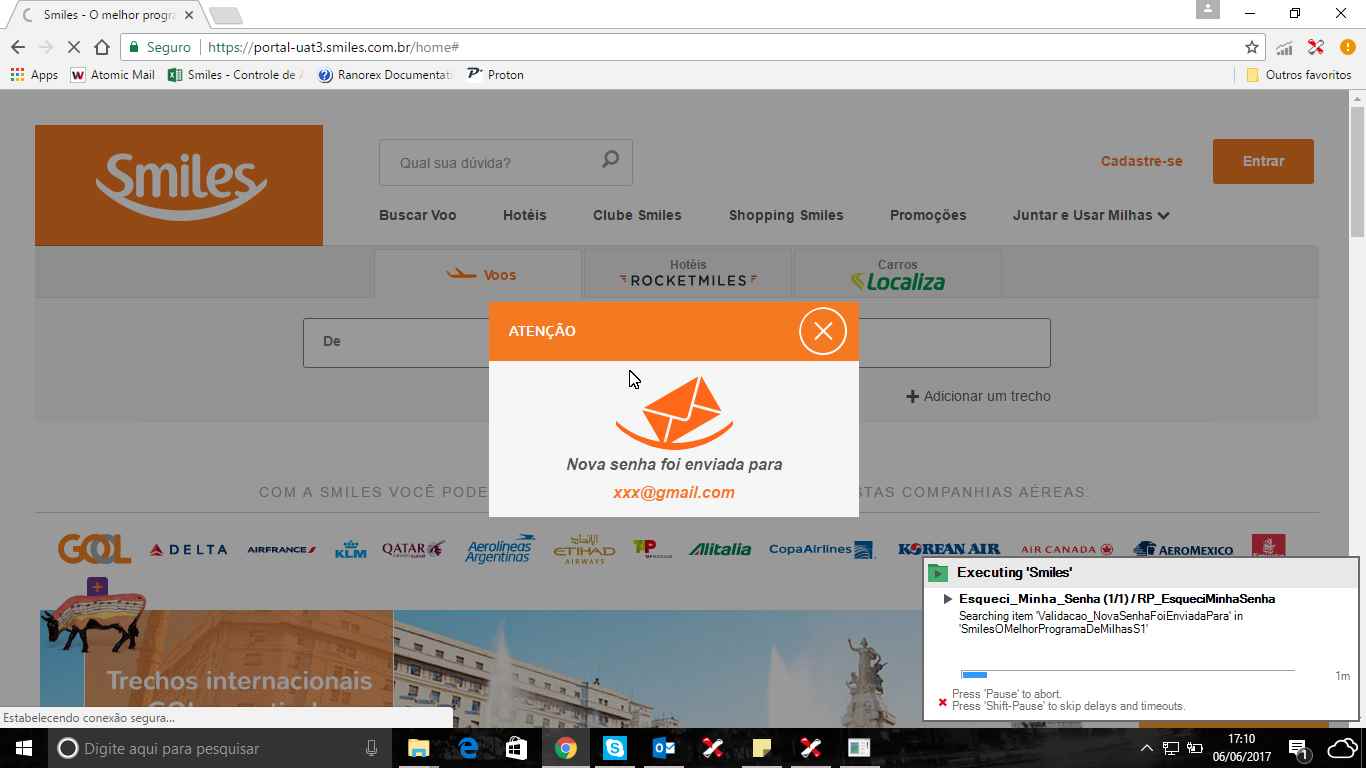 Smiles - O melhor progra
Seguro
https://portal-uat3.smiles.com.br/home#
Apps
Atomic Mail
Smiles - Controle de
Ranorex Documentati
Proton
Outros favoritos
Smiles
Qual sua dúvida?
Cadastre-se
Entrar
Buscar Voo
Hotéis
Clube Smiles
Shopping Smiles
Promoções
Juntar e Usar Milhas
Voos
Hotéis
ROCKETMILES
Carros
Localiza
De
ATENÇÃO
Adicionar um trecho
Nova senha foi enviada para
xxx@gmail.com
COM A SMILES VOCÊ PODE
STAS COMPANHIAS AÉREAS:
GOL
DELTA
AIRFRANCE
KLM
QATAR
Aerolíneas Argentinas
ETIHAD AIRWAYS
TAP
Alitalia
CopaAirlines
KOREAN AIR
AIR CANADA
AEROMEXICO
Trechos internacionais
Executing 'Smiles'
Esqueci_Minha_Senha (1/1) / RP_EsqueciMinhaSenha
Searching item 'Validacao_NovaSenhaFoiEnviadaPara' in
'SmilesOMelhorProgramaDeMilhasS1'
1m
Press 'Pause' to abort.
Press 'Shift-Pause' to skip delays and timeouts.
Estabelecendo conexão segura...
Digite aqui para pesquisar
17:10
06/06/2017
1